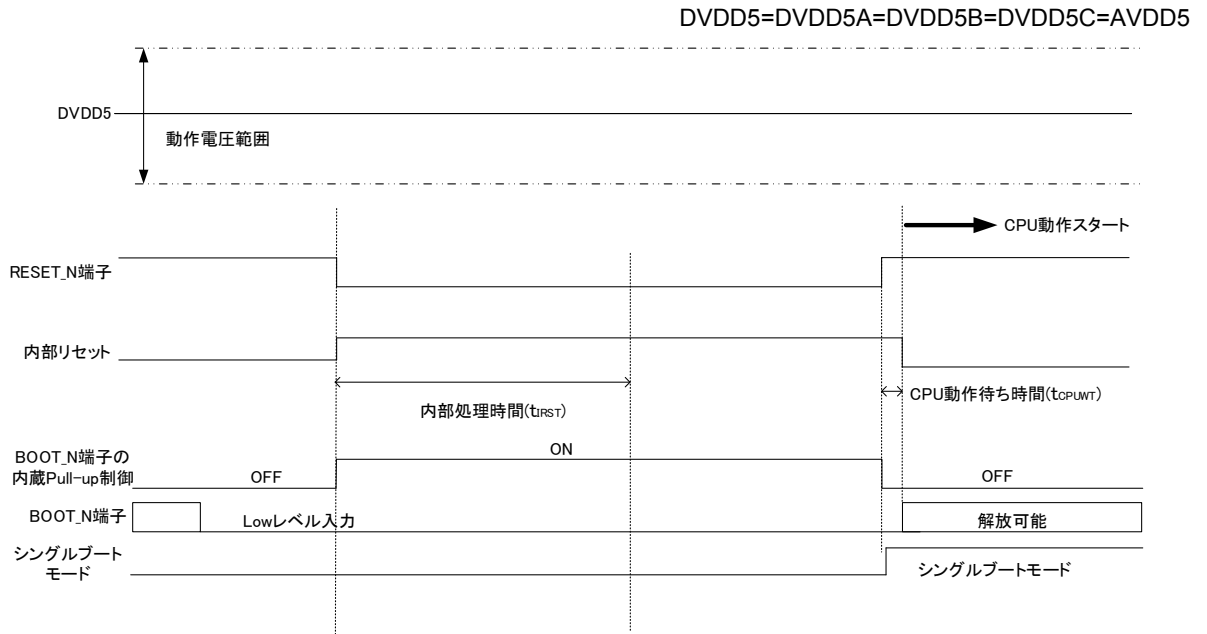 DVDD5=DVDD5A=DVDD5B=DVDD5C=AVDD5
DVDD5
動作電圧範囲
CPU動作スタート
RESET_N端子
内部リセット
内部処理時間(tIRST)
CPU動作待ち時間(tCPUWT)
BOOT_N端子の
内蔵Pull-up制御
OFF
ON
OFF
BOOT_N端子
Lowレベル入力
解放可能
シングルブート
モード
シングルブートモード